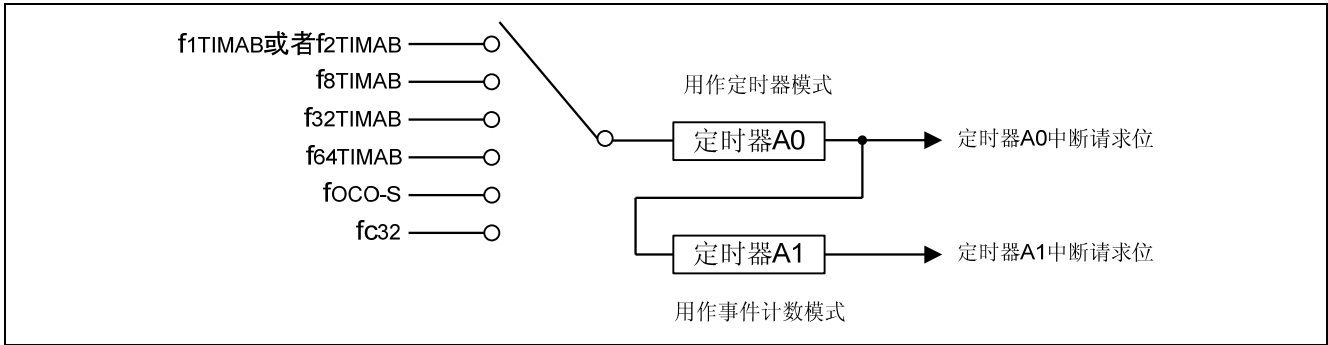 f1TIMAB或者f2TIMAB
f8TIMAB
f32TIMAB
f64TIMAB
fOCO-S
fC32
用作定时器模式
定时器A0
定时器A0中断请求位
定时器A1
定时器A1中断请求位
用作事件计数模式